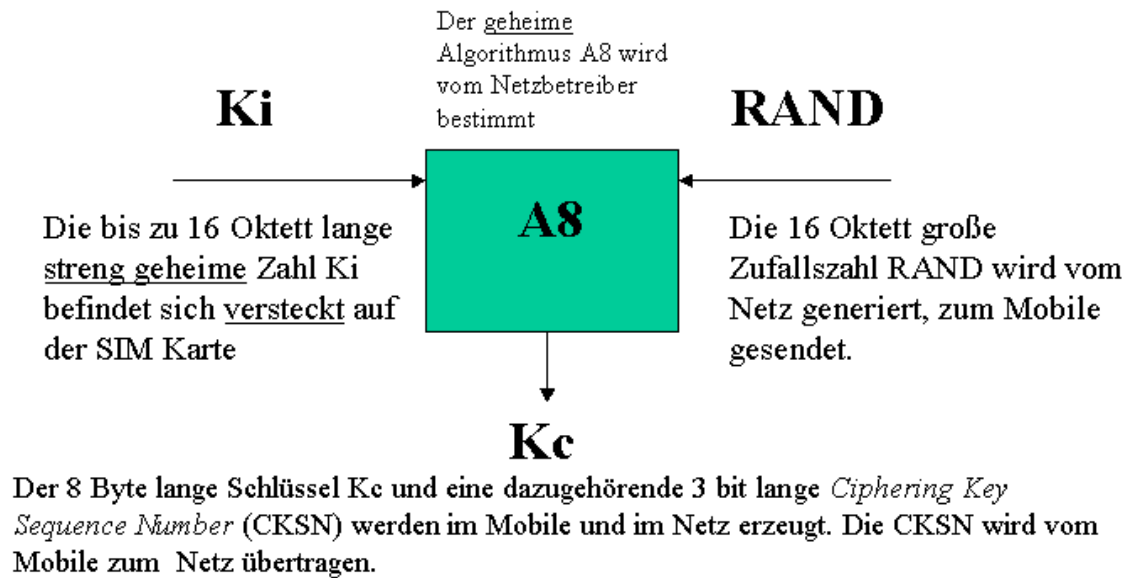 Der geheime
Algorithmus A8 wird
vom Netzbetreiber
bestimmt
Ki
RAND
A8
Die bis zu 16 Oktett lange
streng geheime Zahl Ki
befindet sich versteckt auf
der SIM Karte
Die 16 Oktett große
Zufallszahl RAND wird vom
Netz generiert, zum Mobile
gesendet.
Kc
Der 8 Byte lange Schlüssel Kc und eine dazugehörende 3 bit lange Ciphering Key
Sequence Number (CKSN) werden im Mobile und im Netz erzeugt. Die CKSN wird vom
Mobile zum Netz übertragen.